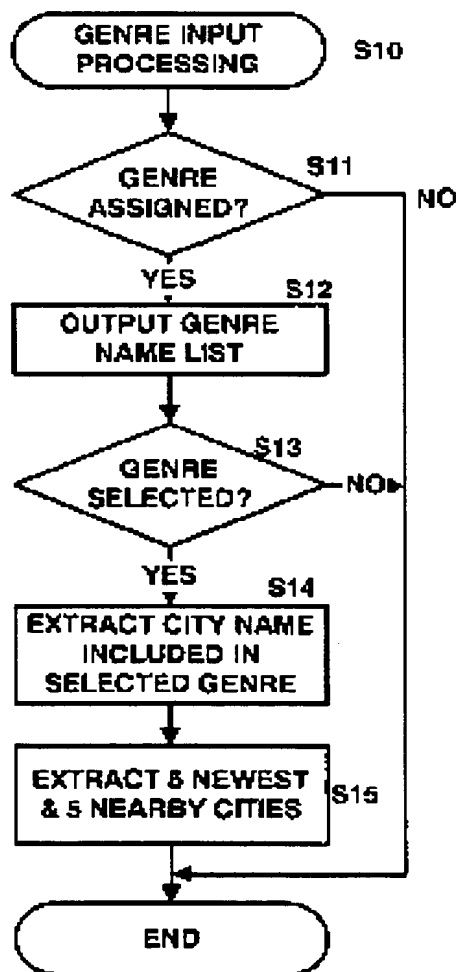 GENRE INPUT
PROCESSING
S10
GENRE
ASSIGNED?
S11
NO
YES
S12
OUTPUT GENRE
NAME LIST
S13
GENRE
SELECTED?
NO
YES
S14
EXTRACT CITY NAME
INCLUDED IN
SELECTED GENRE
EXTRACT NEWEST
& 5 NEARBY CITIES
S15
END